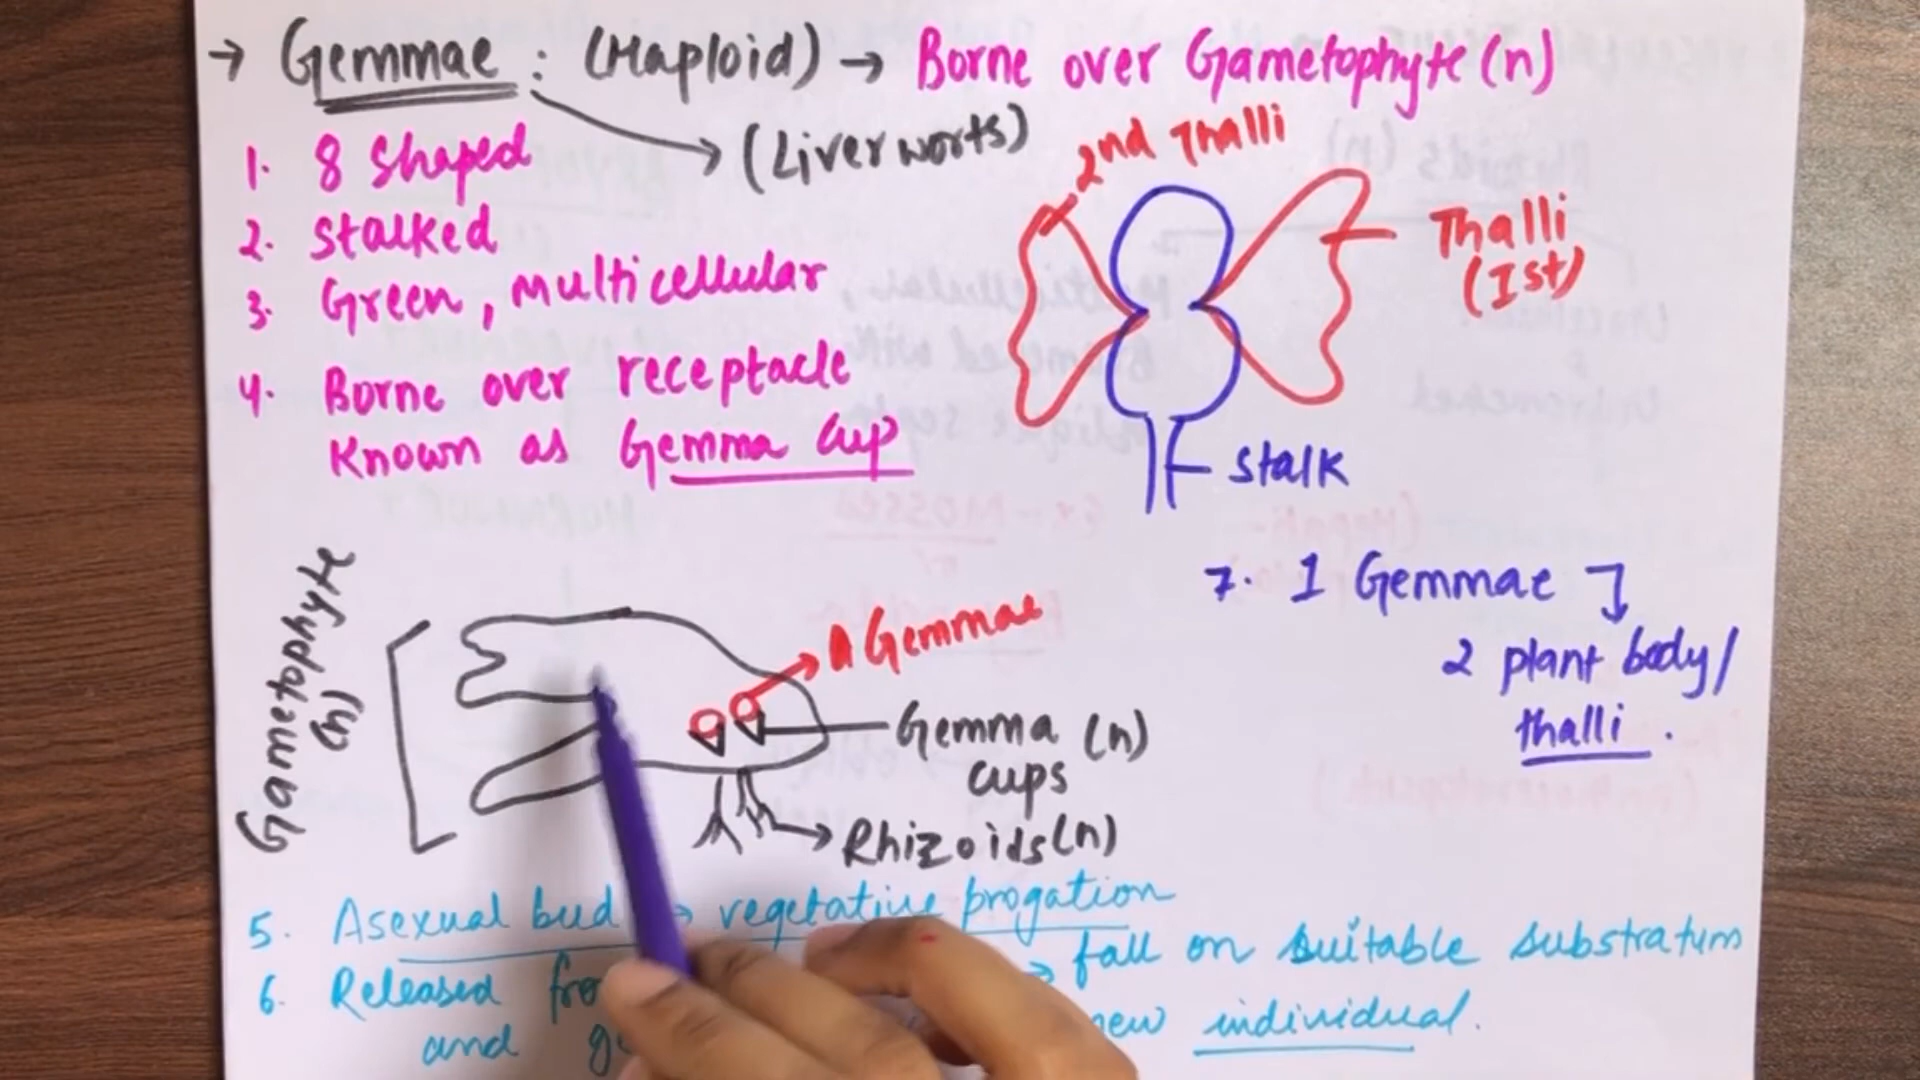 → Gemmae : (Haploid) → Borne over Gametophyte (n)
→ (Liverworts)
1. 8 Shaped
2. Stalked
3. Green, multicellular
4. Borne over receptacle
Known as Gemma Cup
2nd Thalli
Thalli
(Ist)
Stalk
7. 1 Gemmae
2 plant body/
thalli.
Gametophyte
(n)
Gemmae
Gemma (n)
cups
Rhizoids(n)
5. Asexual bud → vegetative progation
6. Released → fall on suitable substratum
and new individual.